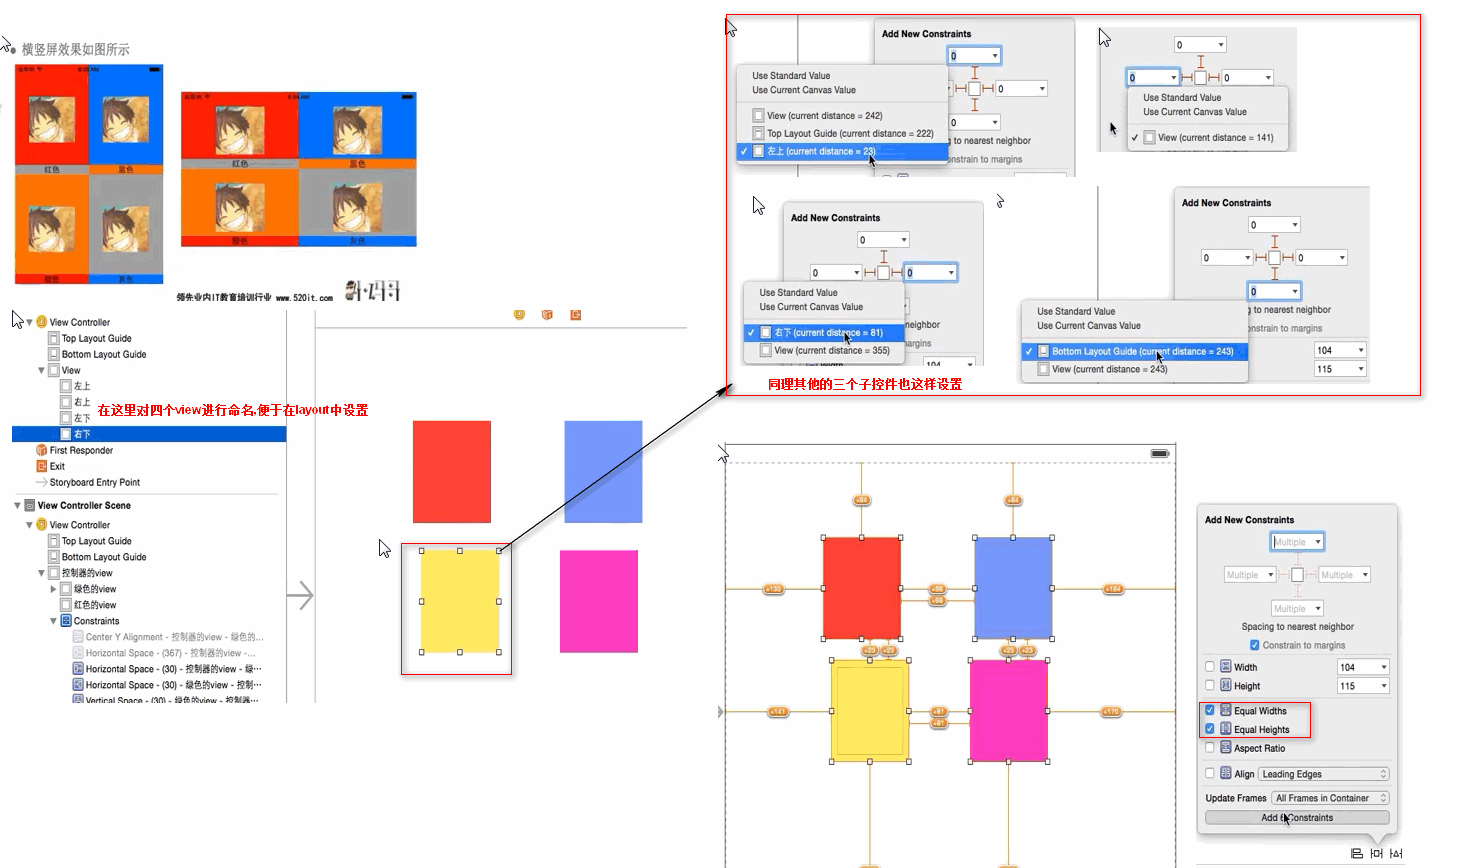 横竖屏效果如图所示
红色
蓝色
橙色
灰色
领先业内IT教育培训行业 www.520it.com
View Controller
Top Layout Guide
Bottom Layout Guide
View
左上
右上
左下
右下
在这里对四个view进行命名,便于在layout中设置
First Responder
Exit
Storyboard Entry Point
View Controller Scene
View Controller
Top Layout Guide
Bottom Layout Guide
控制器的view
绿色的view
红色的view
Constraints
Center Y Alignment - 控制器的view - 绿色的...
Horizontal Space - (367) - 控制器的view -...
Horizontal Space - (30) - 控制器的view - 绿...
Horizontal Space - (30) - 绿色的view - 控制...
Vertical Space - (30) - 绿色的view - 控制器...
Add New Constraints
0
Use Standard Value
Use Current Canvas Value
0
View (current distance = 242)
Top Layout Guide (current distance = 222)
左上 (current distance = 23)
0
to nearest neighbor
onstrain to margins
0
0
0
Use Standard Value
Use Current Canvas Value
View (current distance = 141)
Add New Constraints
0
0
0
Use Standard Value
Use Current Canvas Value
右下 (current distance = 81)
View (current distance = 355)
neighbor
margins
104
Add New Constraints
0
0
0
0
Use Standard Value
Use Current Canvas Value
Bottom Layout Guide (current distance = 243)
View (current distance = 243)
g to nearest neighbor
onstrain to margins
104
115
同理其他的三个子控件也这样设置
+84
+84
+130
+164
+23
+23
+141
+81
+81
+170
Add New Constraints
Multiple
Multiple
Multiple
Multiple
Spacing to nearest neighbor
Constrain to margins
Width
104
Height
115
Equal Widths
Equal Heights
Aspect Ratio
Align
Leading Edges
Update Frames
All Frames in Container
Add 6 Constraints